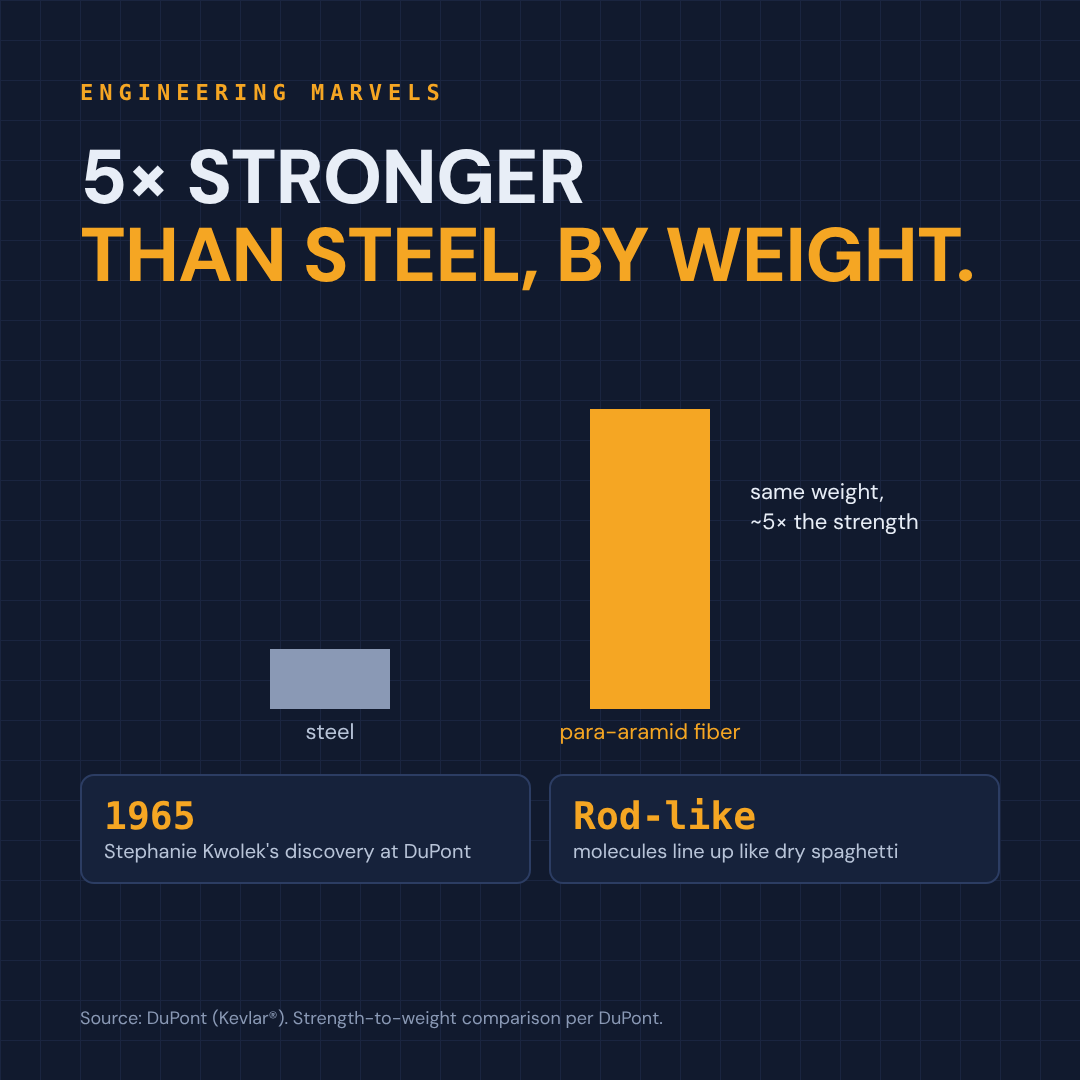 ENGINEERING MARVELS
5× STRONGER
THAN STEEL, BY WEIGHT.
same weight,
~5× the strength
steel
para-aramid fiber
1965
Stephanie Kwolek's discovery at DuPont
Rod-like
molecules line up like dry spaghetti
Source: DuPont (Kevlar®). Strength-to-weight comparison per DuPont.